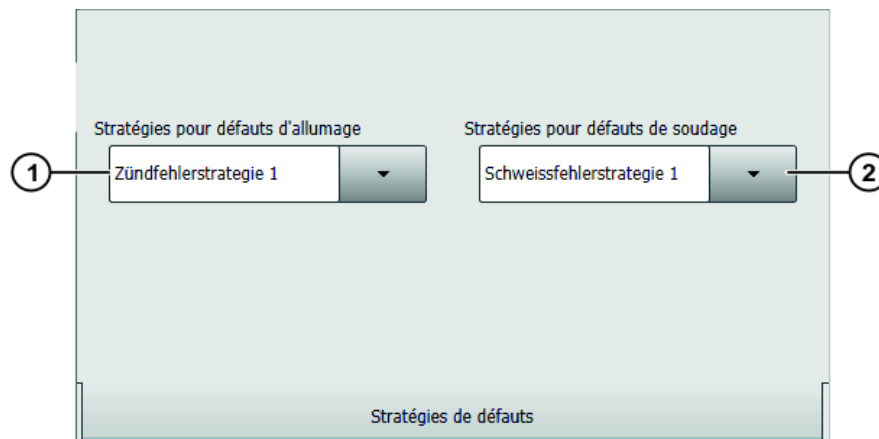 Stratégies pour défauts d'allumage
Stratégies pour défauts de soudage
1
Zündfehlerstrategie 1
Schweissfehlerstrategie 1
2
Stratégies de défauts